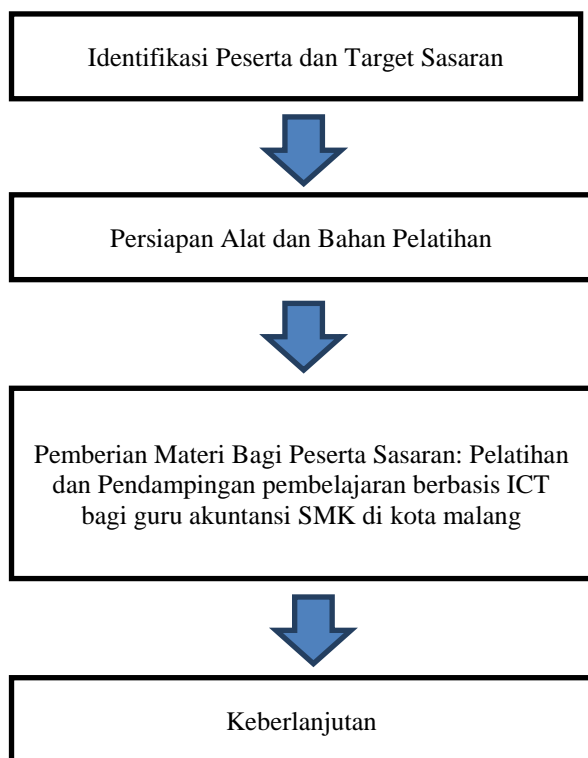 Identifikasi Peserta dan Target Sasaran
Persiapan Alat dan Bahan Pelatihan
Pemberian Materi Bagi Peserta Sasaran: Pelatihan
dan Pendampingan pembelajaran berbasis ICT
bagi guru akuntansi SMK di kota malang
Keberlanjutan